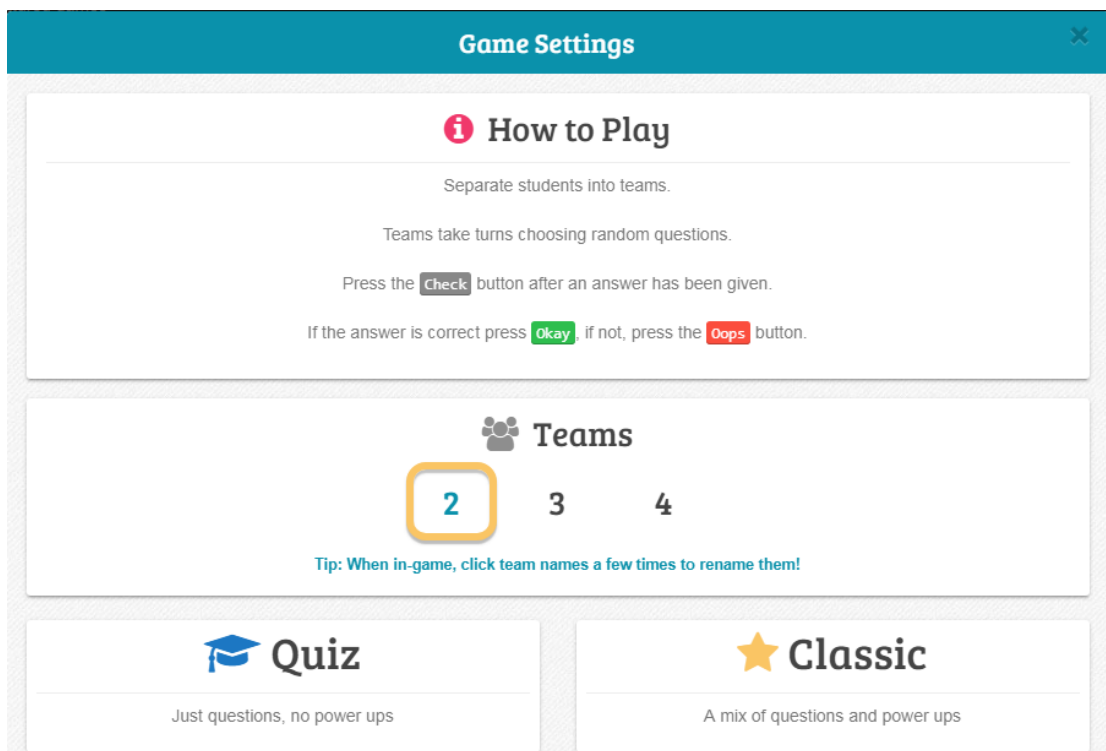 Game Settings
How to Play
Separate students into teams.
Teams take turns choosing random questions.
Press the Check button after an answer has been given.
If the answer is correct press Okay, if not, press the Oops button.
Teams
2 3 4
Tip: When in-game, click team names a few times to rename them!
Quiz Classic
Just questions, no power ups A mix of questions and power ups